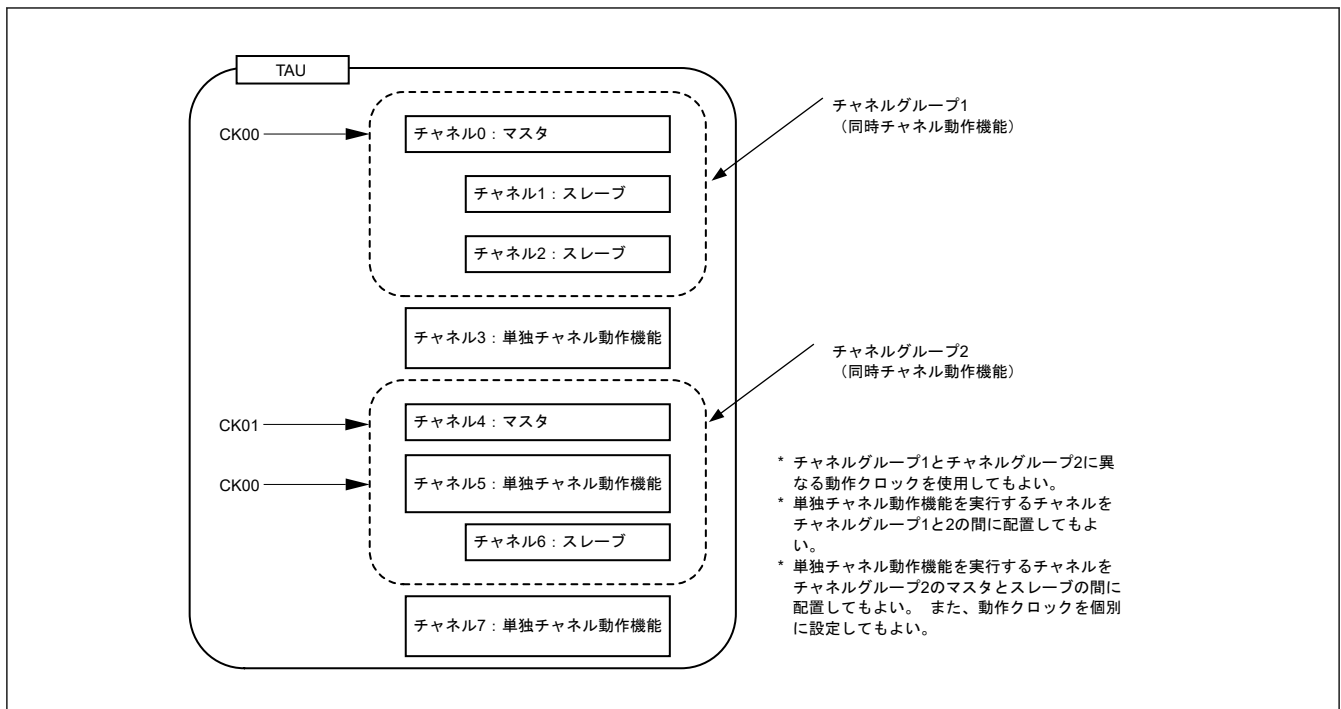 TAU
チャネルグループ1
（同時チャネル動作機能）
CK00
チャネル0：マスタ
チャネル1：スレーブ
チャネル2：スレーブ
チャネル3：単独チャネル動作機能
チャネルグループ2
（同時チャネル動作機能）
CK01
チャネル4：マスタ
CK00
チャネル5：単独チャネル動作機能
チャネル6：スレーブ
チャネル7：単独チャネル動作機能
* チャネルグループ1とチャネルグループ2に異
なる動作クロックを使用してもよい。
* 単独チャネル動作機能を実行するチャネルを
チャネルグループ1と2の間に配置してもよ
い。
* 単独チャネル動作機能を実行するチャネルを
チャネルグループ2のマスタとスレーブの間に
配置してもよい。 また、動作クロックを個別
に設定してもよい。